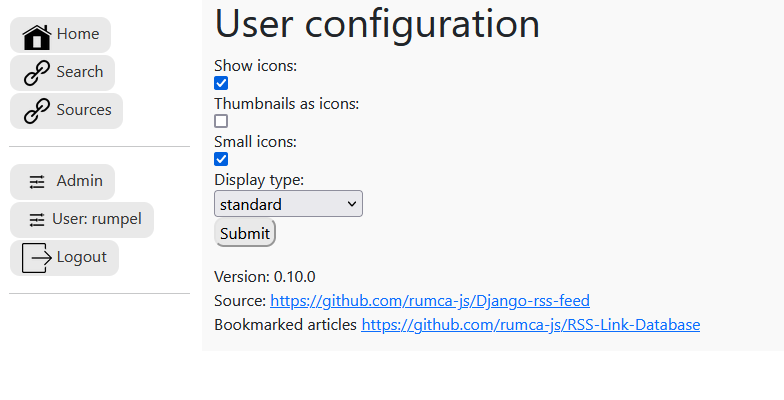 Home
Search
Sources
Admin
User: rumpel
Logout
User configuration
Show icons:
Thumbnails as icons:
Small icons:
Display type:
standard
Submit
Version: 0.10.0
Source: https://github.com/rumca-js/Django-rss-feed
Bookmarked articles https://github.com/rumca-js/RSS-Link-Database